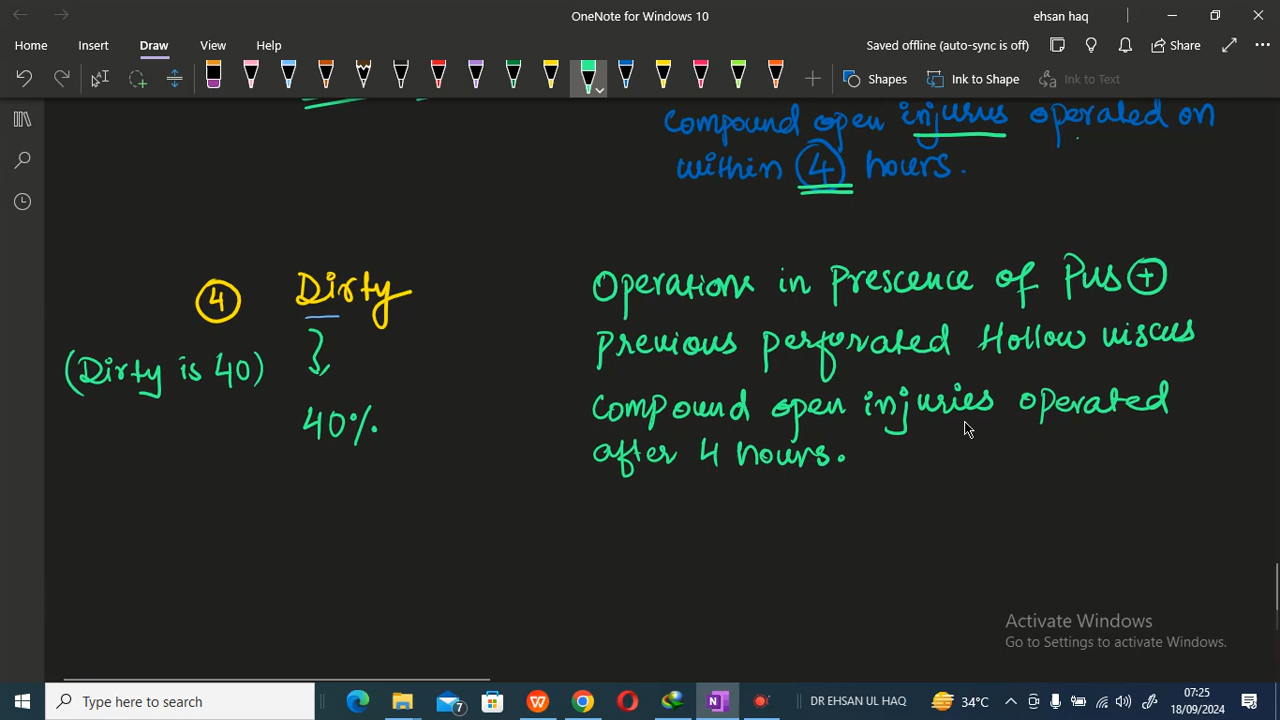 OneNote for Windows 10
ehsan haq
Home Insert Draw View Help
Saved offline (auto-sync is off) Share
Shapes Ink to Shape Ink to Text
Compound open injuries operated on
within 4 hours.
4 Dirty
(Dirty is 40)
40%
Operations in Prescence of Pus +
Previous perforated Hollow viscus
Compound open injuries operated
after 4 hours.
Activate Windows
Go to Settings to activate Windows.
Type here to search
7
DR EHSAN UL HAQ
34°C
07:25
18/09/2024